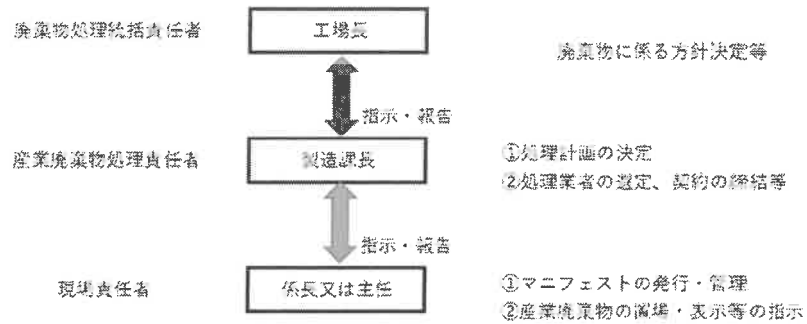 廃棄物処理統括責任者
工場長
廃棄物に係る方針決定等
指示・報告
産業廃棄物処理責任者
製造課長
①処理計画の決定
②処理業者の選定、契約の締結等
指示・報告
現場責任者
係長又は主任
①マニフェストの発行・管理
②産業廃棄物の置場・表示等の指示